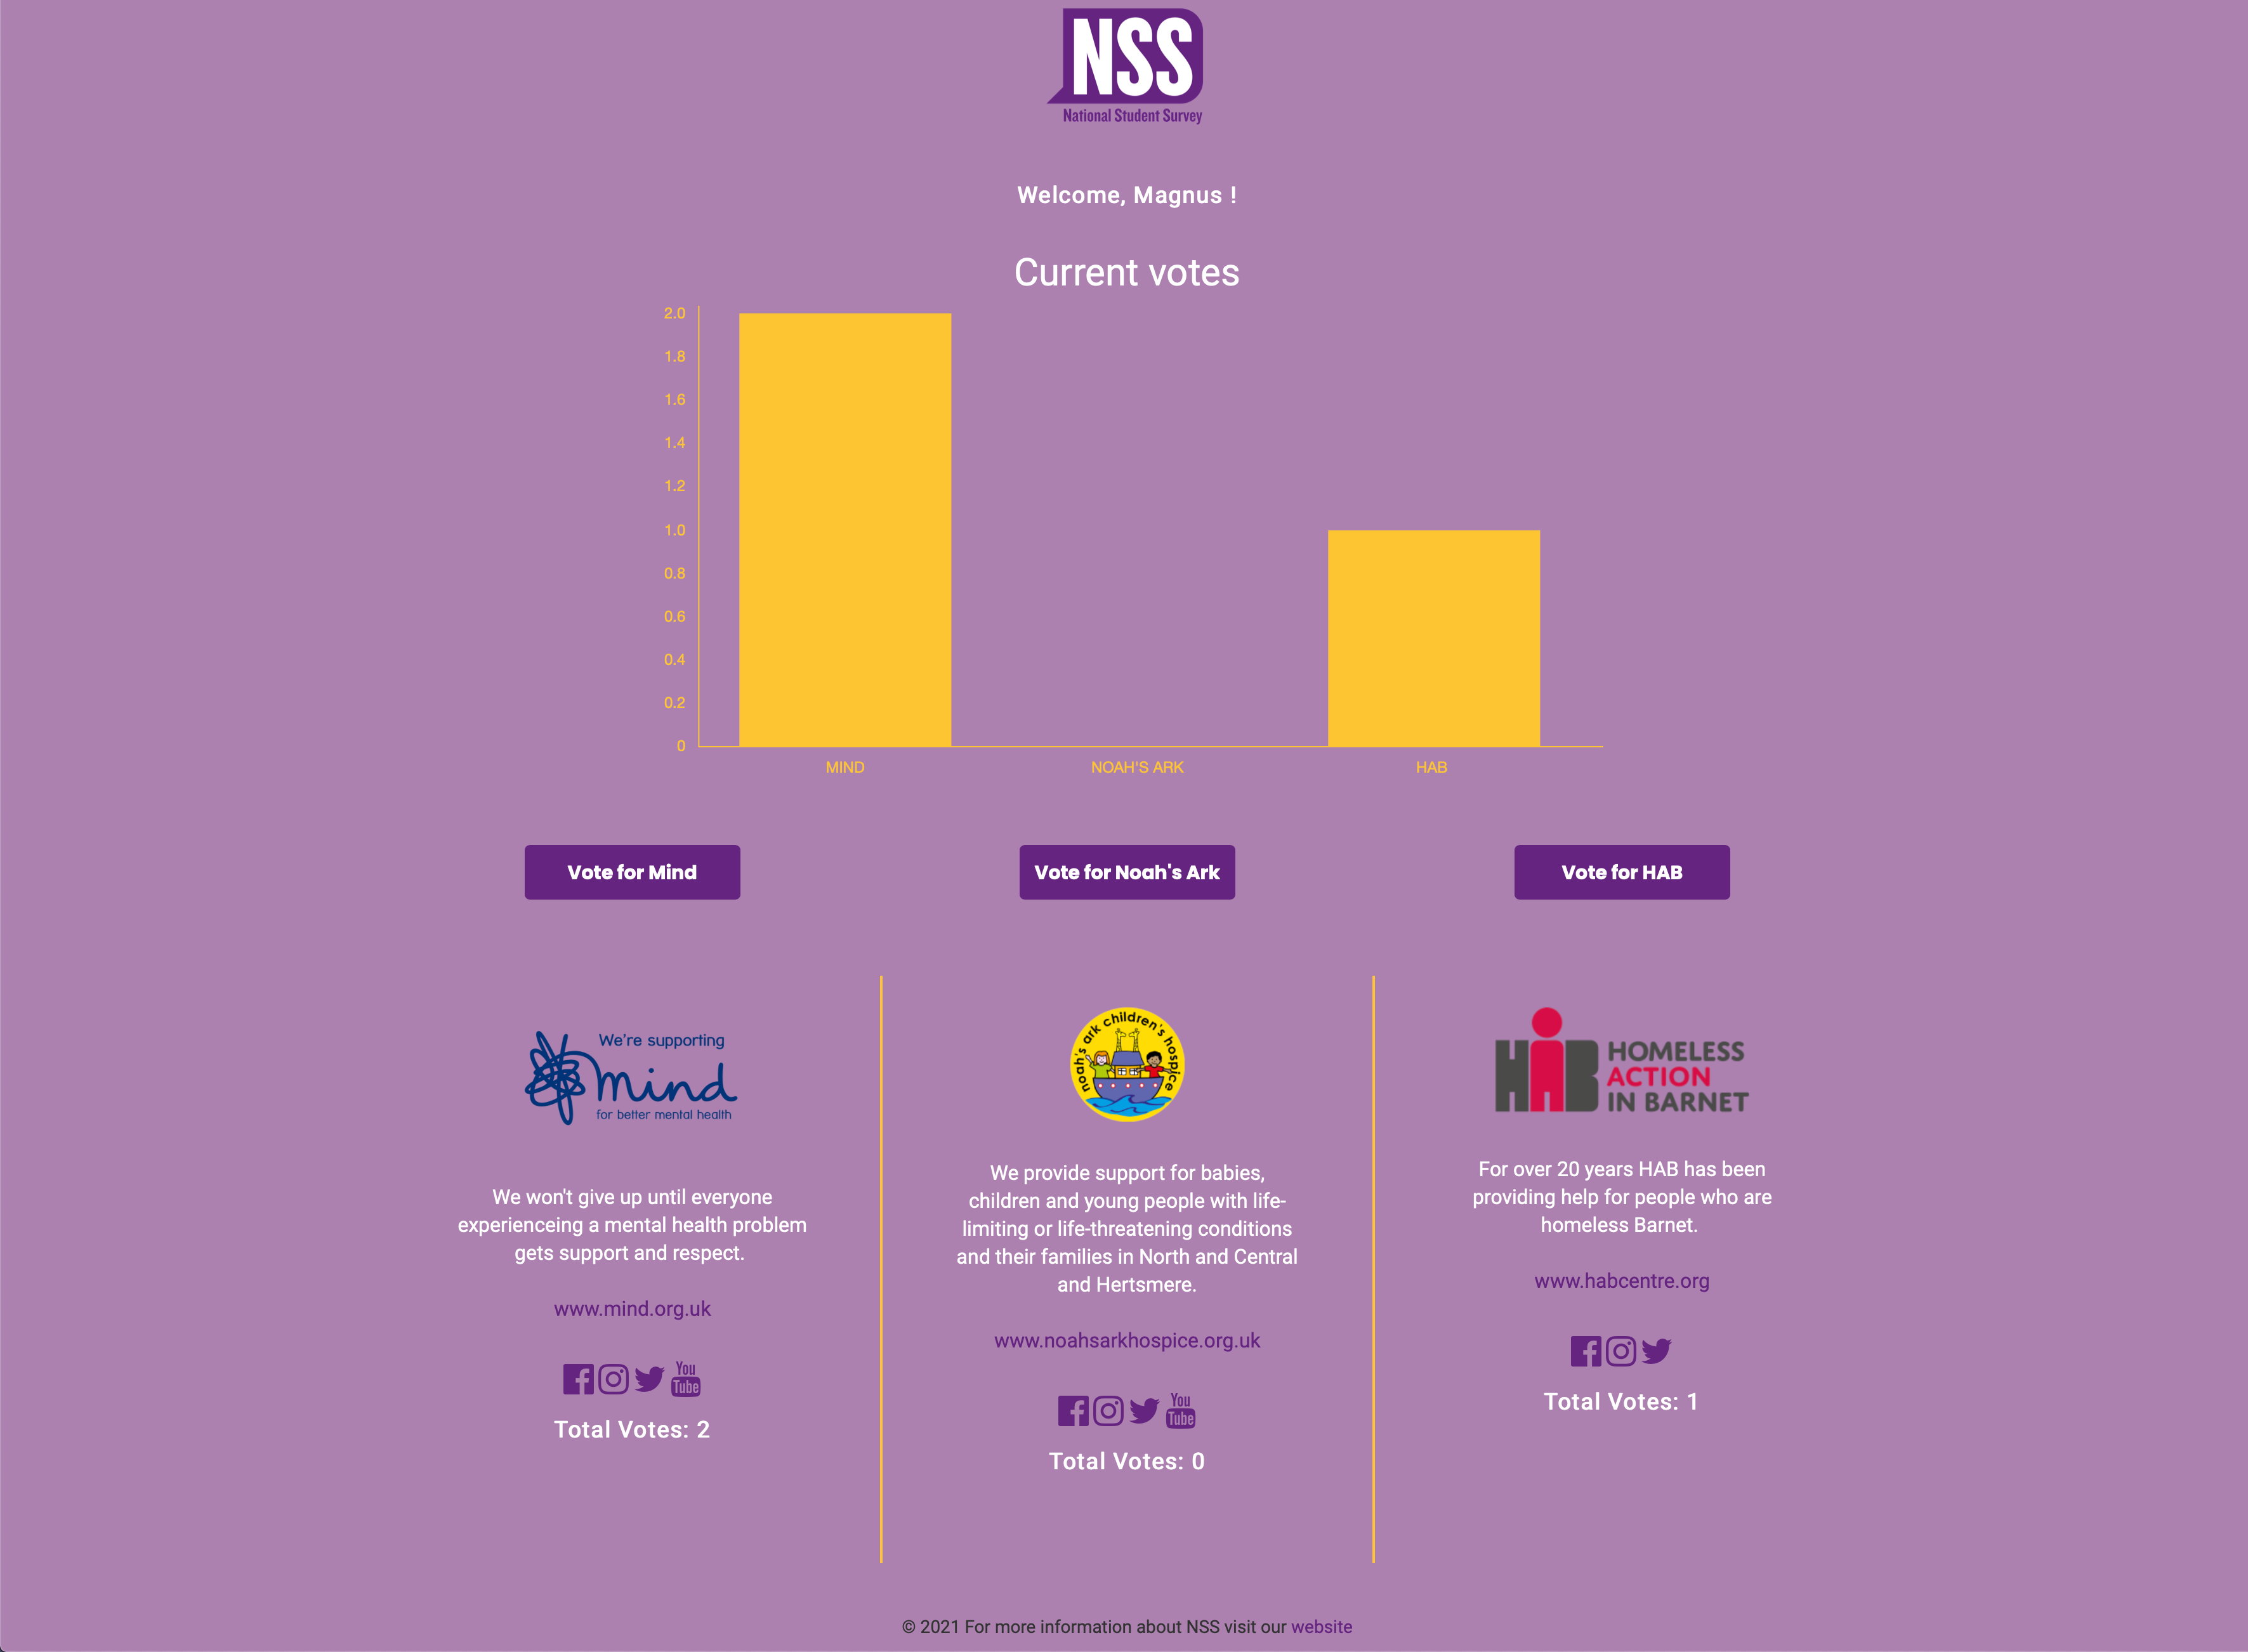 NSS
National Student Survey
Welcome, Magnus !
Current votes
2.0
1.8
1.6
1.4
1.2
1.0
0.8
0.6
0.4
0.2
0
MIND
NOAH'S ARK
HAB
Vote for Mind
Vote for Noah's Ark
Vote for HAB
We're supporting
mind
for better mental health
We won't give up until everyone
experienceing a mental health problem
gets support and respect.
www.mind.org.uk
You
Tube
Total Votes: 2
noah's ark children's hospice
We provide support for babies,
children and young people with life-
limiting or life-threatening conditions
and their families in North and Central
and Hertsmere.
www.noahsarkhospice.org.uk
You
Tube
Total Votes: 0
HAB
HOMELESS
ACTION
IN BARNET
For over 20 years HAB has been
providing help for people who are
homeless Barnet.
www.habcentre.org
Total Votes: 1
© 2021 For more information about NSS visit our website